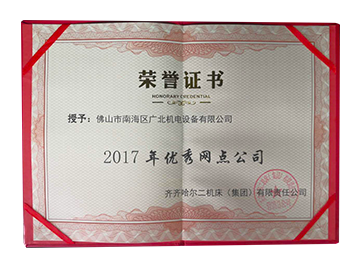 荣誉证书
HONORARY CREDENTIAL
授予：佛山市南海区广北机电设备有限公司
2017年优秀网点公司
齐齐哈尔二机床（集团）有限责任公司